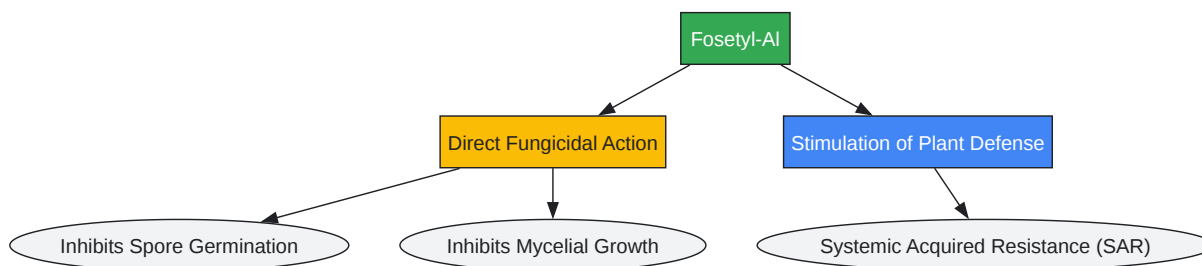 Fosetyl-Al
Direct Fungicidal Action
Stimulation of Plant Defense
Inhibits Spore Germination
Inhibits Mycelial Growth
Systemic Acquired Resistance (SAR)